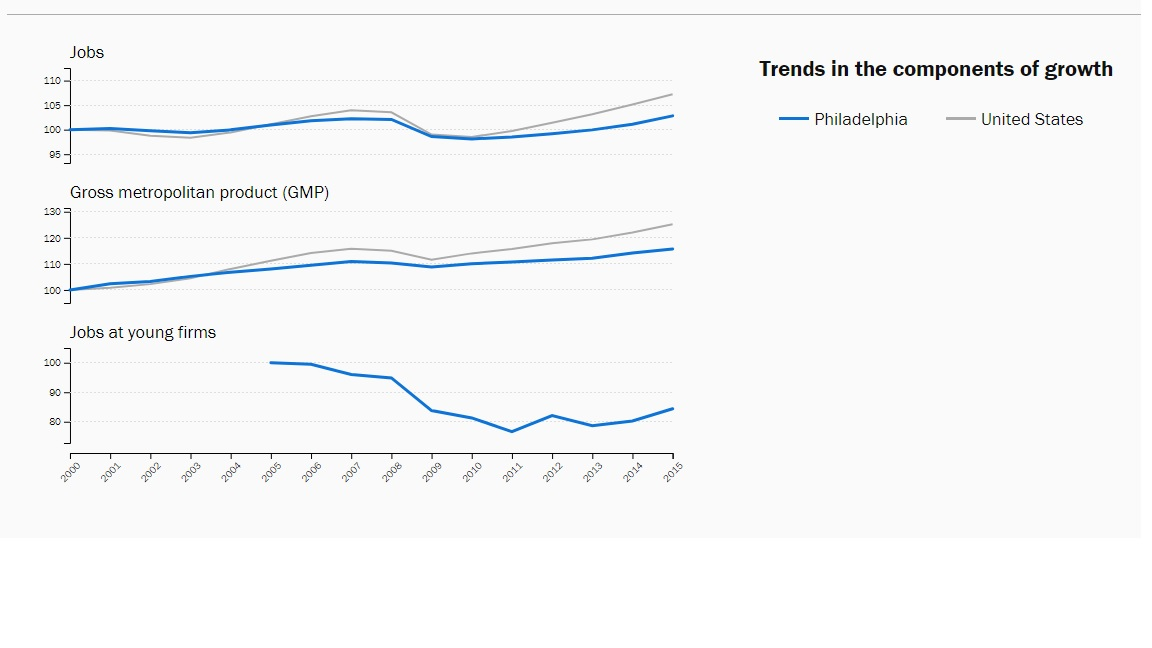 Jobs
110
105
100
95
Gross metropolitan product (GMP)
130
120
110
100
Jobs at young firms
100
90
80
2000 2001 2002 2003 2004 2005 2006 2007 2008 2009 2010 2011 2012 2013 2014 2015
Trends in the components of growth
Philadelphia United States